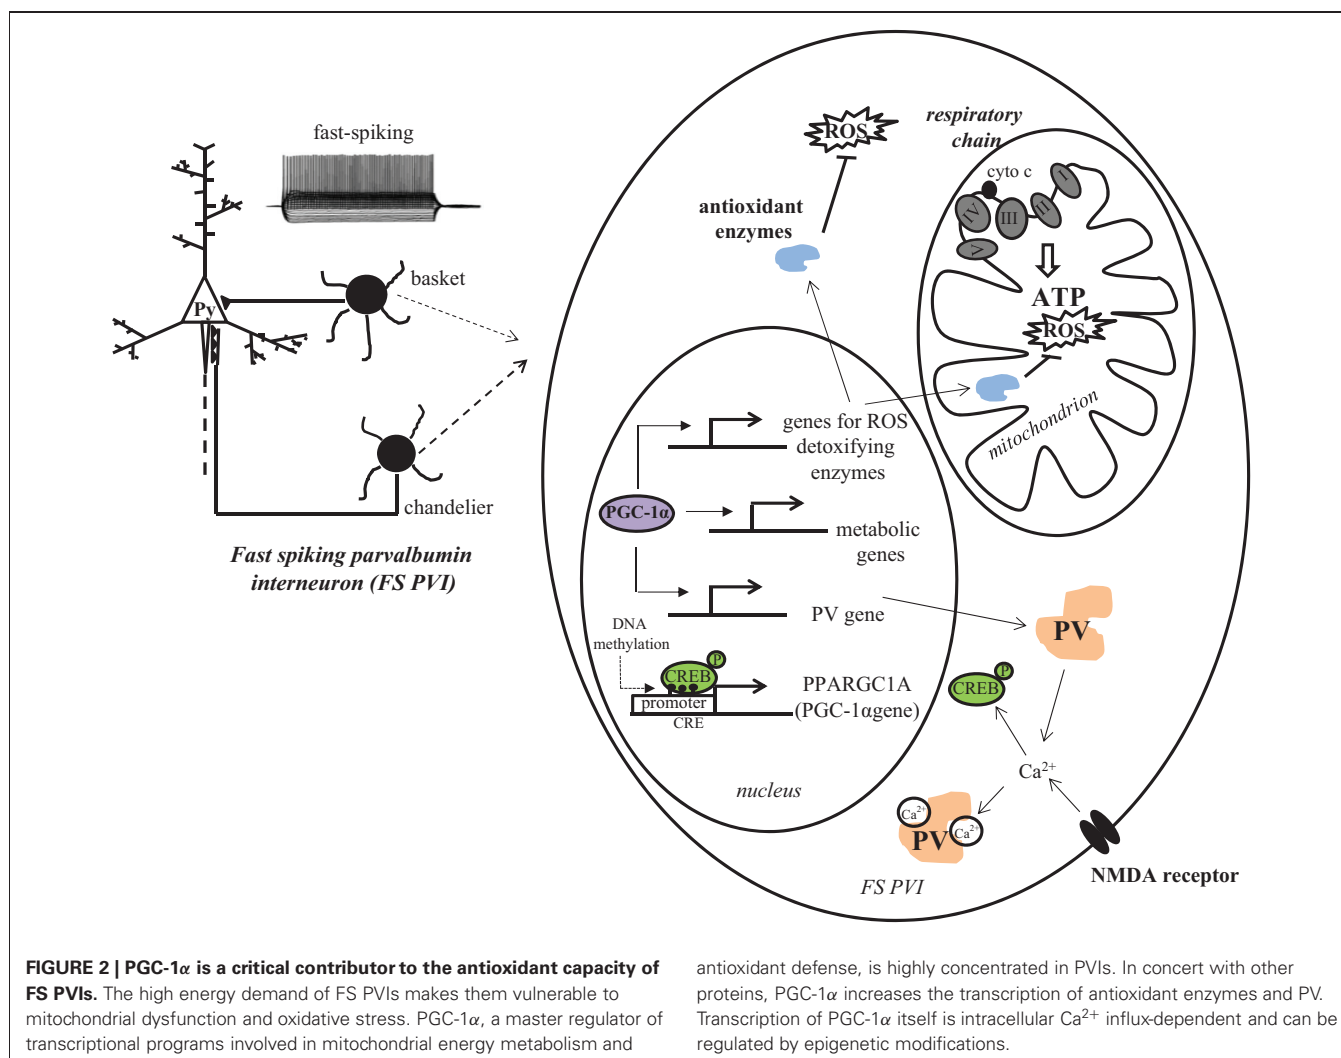 fast-spiking
Py
basket
chandelier
Fast spiking parvalbumin
interneuron (FS PVI)
ROS
respiratory
chain
antioxidant
enzymes
cyto c
I
II
III
IV
V
ATP
ROS
mitochondrion
genes for ROS
detoxifying
enzymes
PGC-1α
metabolic
genes
PV gene
DNA
methylation
P
CREB
promoter
CRE
PPARGC1A
(PGC-1αgene)
nucleus
PV
P
CREB
Ca²⁺
Ca²⁺
PV
Ca²⁺
FS PVI
NMDA receptor
FIGURE 2 | PGC-1α is a critical contributor to the antioxidant capacity of
FS PVIs. The high energy demand of FS PVIs makes them vulnerable to
mitochondrial dysfunction and oxidative stress. PGC-1α, a master regulator of
transcriptional programs involved in mitochondrial energy metabolism and
antioxidant defense, is highly concentrated in PVIs. In concert with other
proteins, PGC-1α increases the transcription of antioxidant enzymes and PV.
Transcription of PGC-1α itself is intracellular Ca²⁺ influx-dependent and can be
regulated by epigenetic modifications.